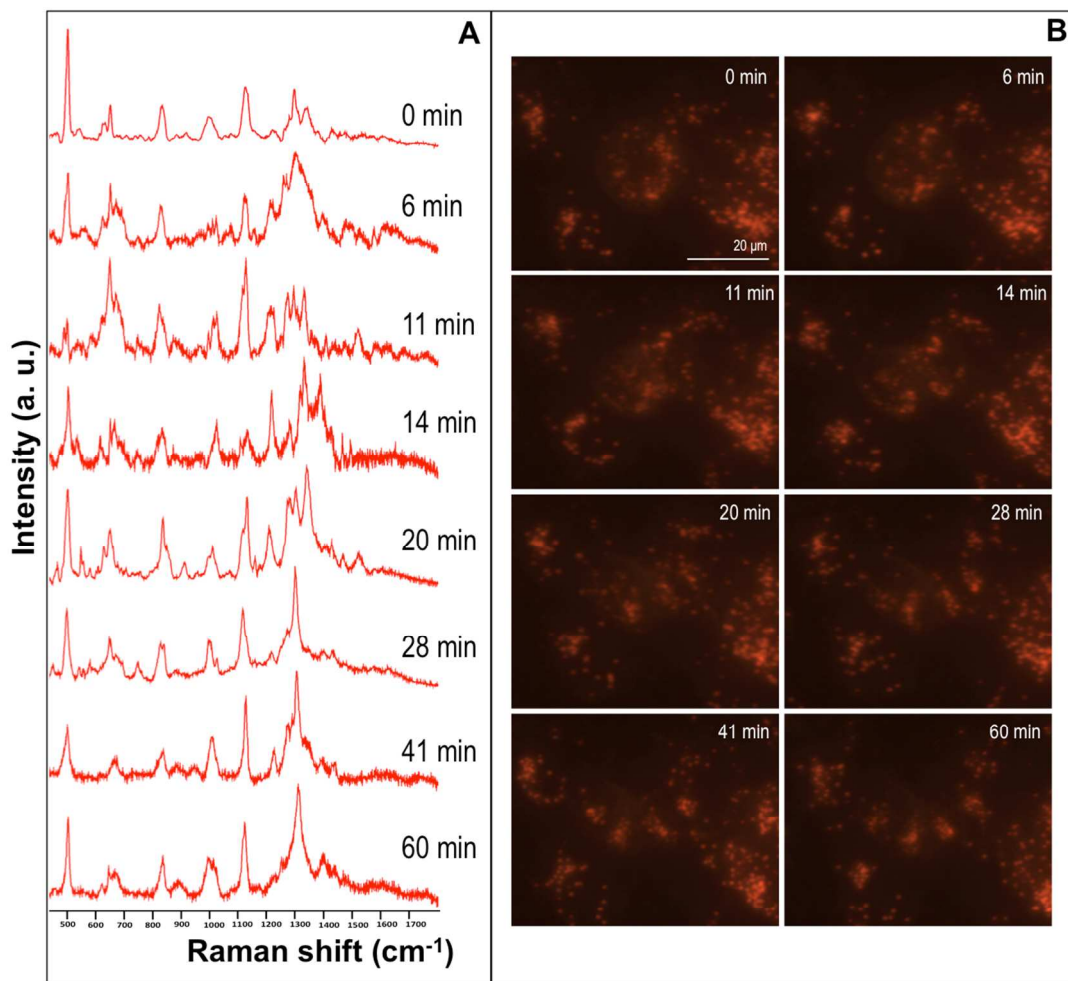 A
0 min
6 min
11 min
14 min
20 min
28 min
41 min
60 min
Intensity (a. u.)
500 600 700 800 900 1000 1100 1200 1300 1400 1500 1600 1700
Raman shift (cm⁻¹)
B
0 min
6 min
20 µm
11 min
14 min
20 min
28 min
41 min
60 min